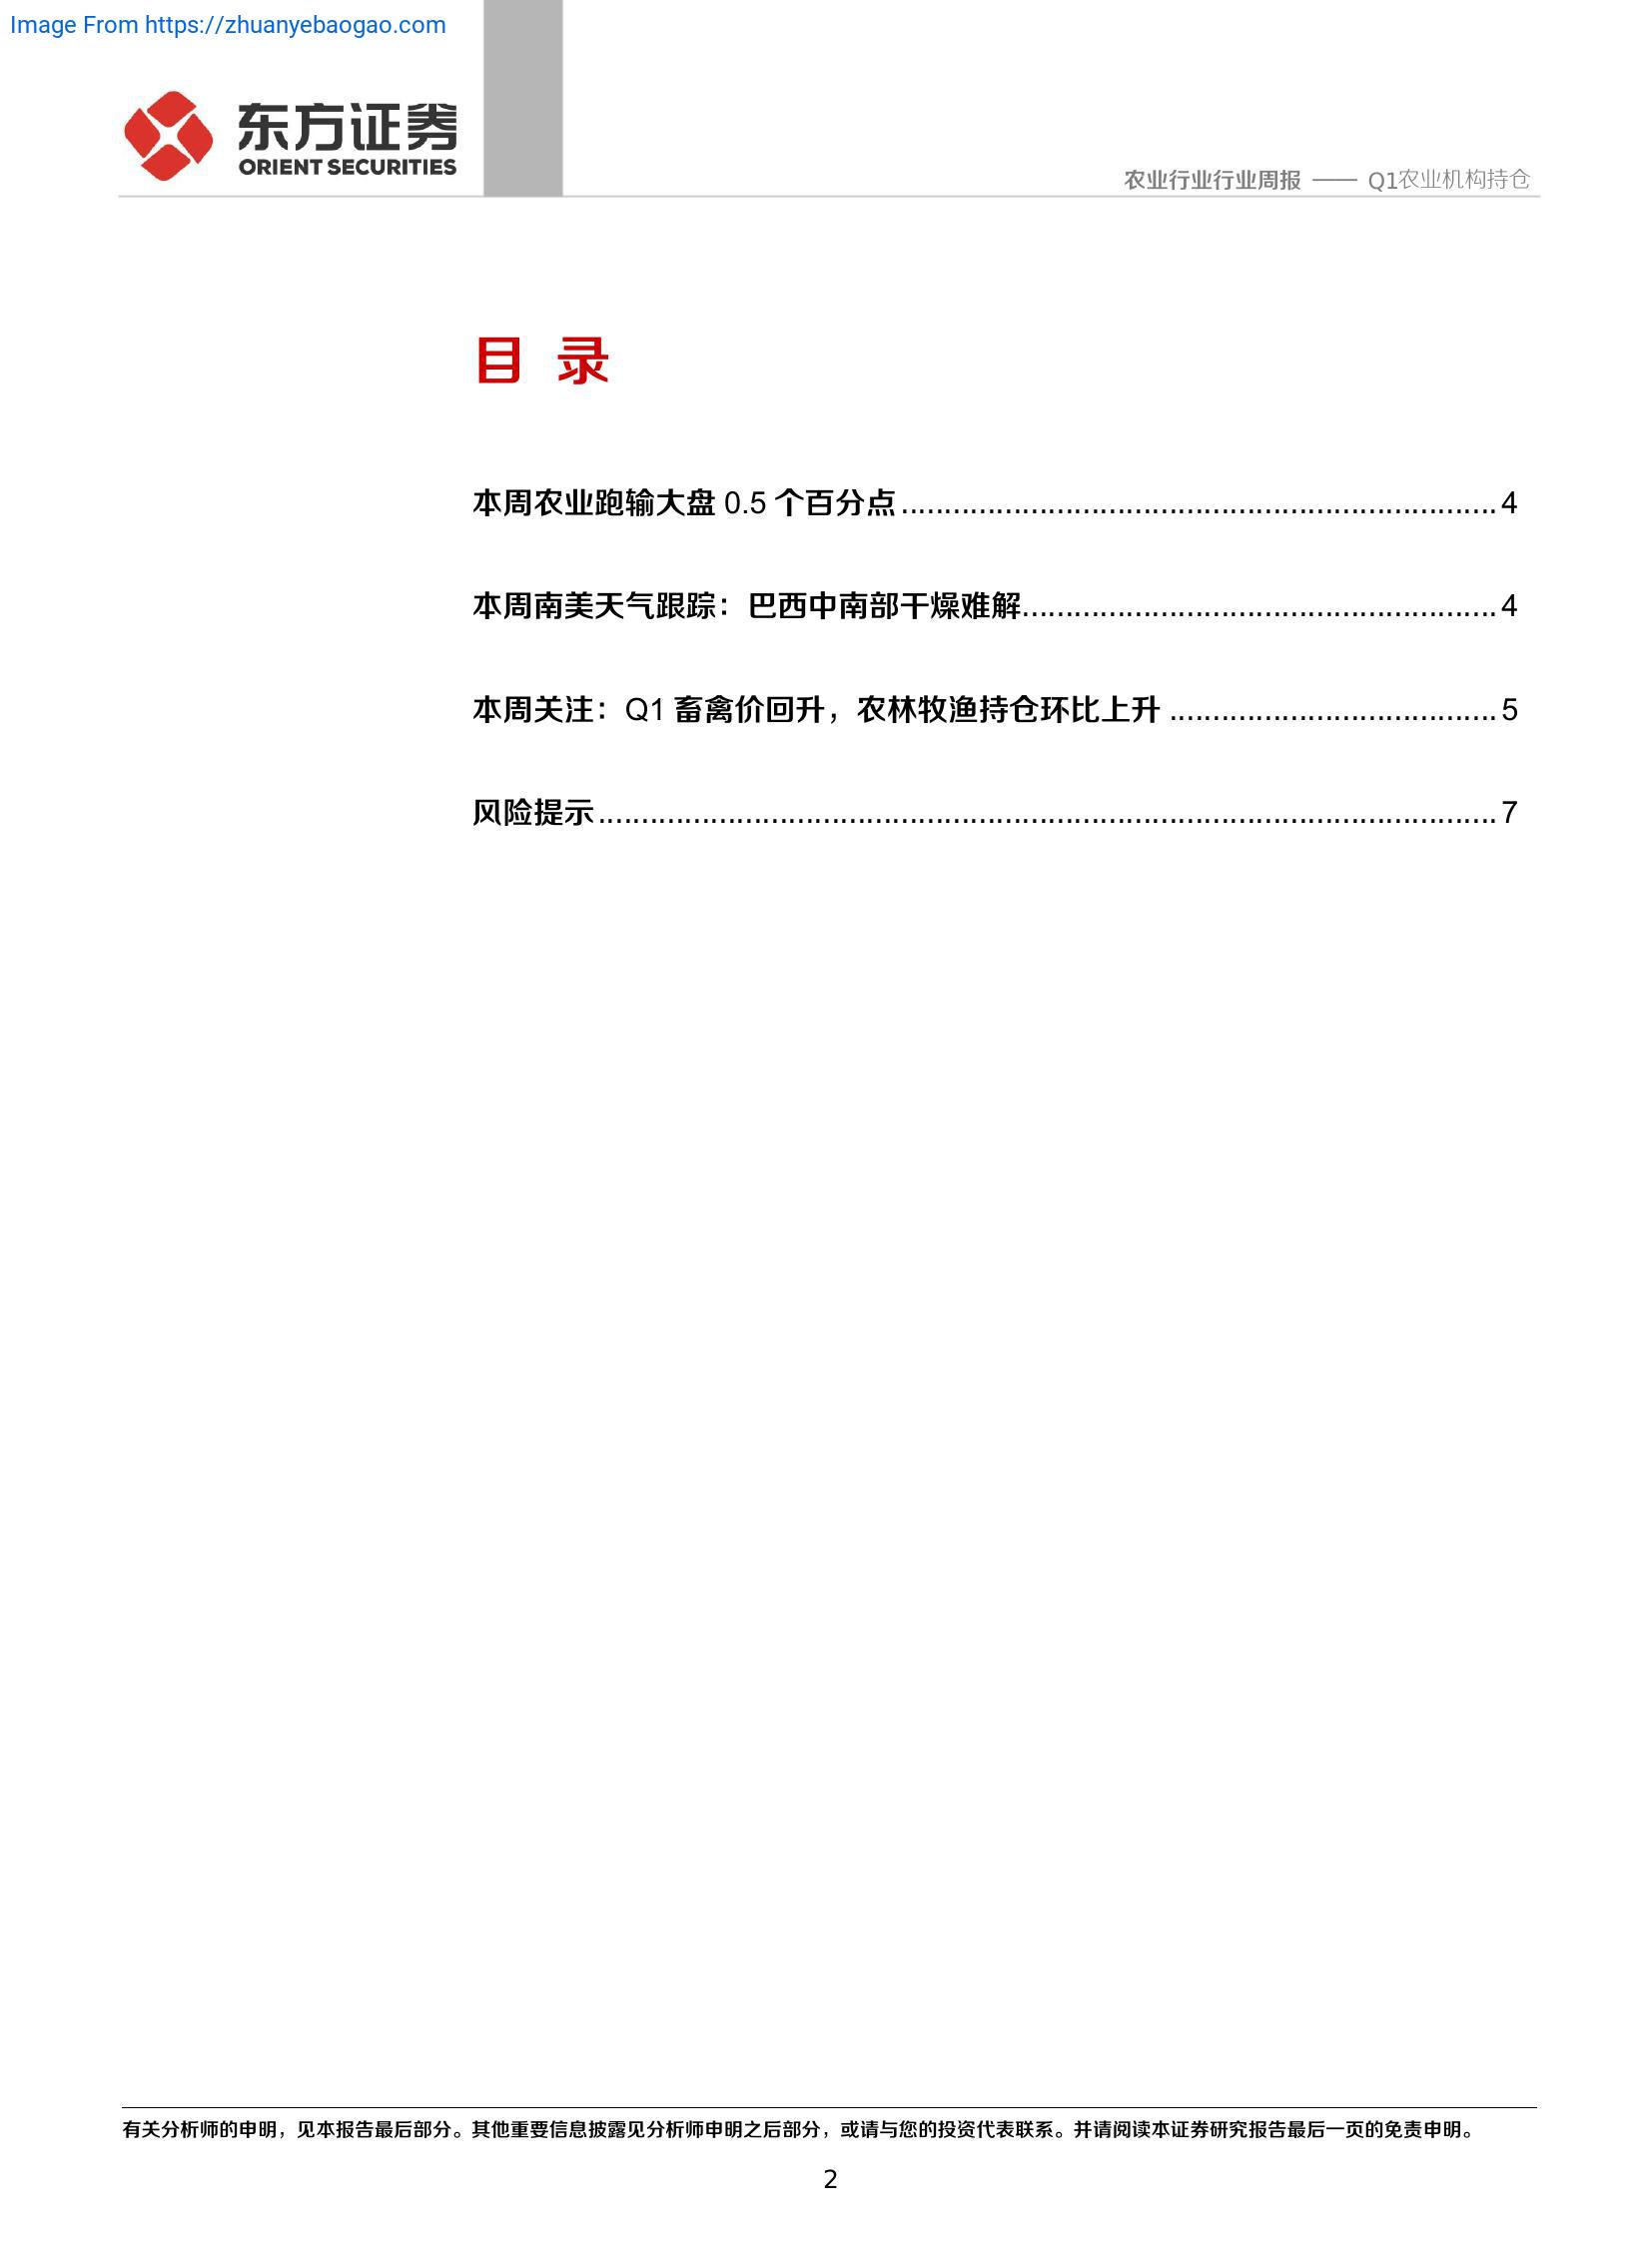 Image From https://zhuanyebaogao.com
东方证券
ORIENT SECURITIES
农业行业行业周报 —— Q1农业机构持仓
目 录
本周农业跑输大盘 0.5 个百分点 ..................................................................... 4
本周南美天气跟踪：巴西中南部干燥难解....................................................... 4
本周关注：Q1 畜禽价回升，农林牧渔持仓环比上升 ...................................... 5
风险提示........................................................................................................ 7
有关分析师的申明，见本报告最后部分。其他重要信息披露见分析师申明之后部分，或请与您的投资代表联系。并请阅读本证券研究报告最后一页的免责申明。
2